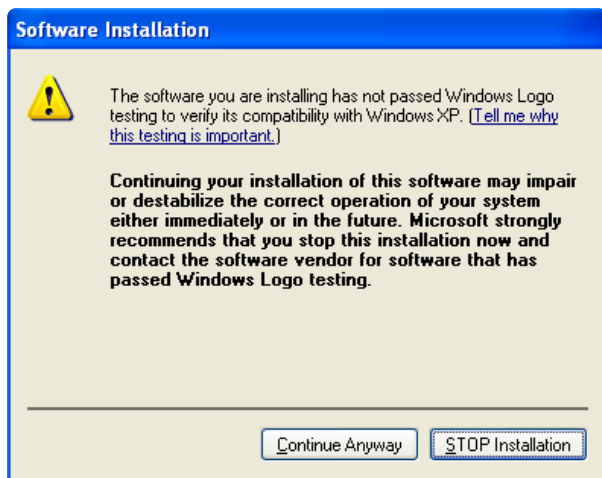 Software Installation
The software you are installing has not passed Windows Logo
testing to verify its compatibility with Windows XP. (Tell me why
this testing is important.)
Continuing your installation of this software may impair
or destabilize the correct operation of your system
either immediately or in the future. Microsoft strongly
recommends that you stop this installation now and
contact the software vendor for software that has
passed Windows Logo testing.
Continue Anyway
STOP Installation